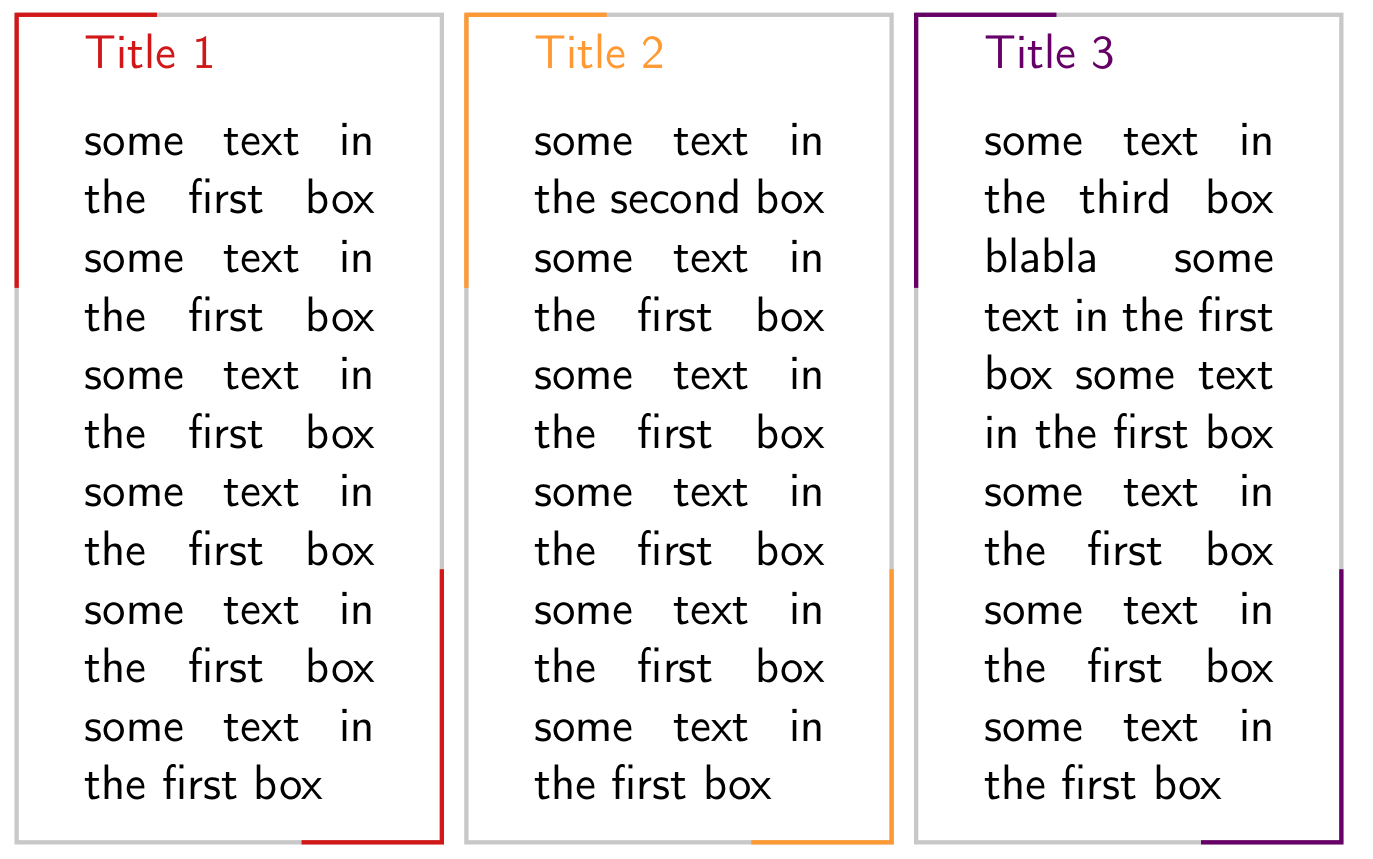 Title 1
some text in
the first box
some text in
the first box
some text in
the first box
some text in
the first box
some text in
the first box
some text in
the first box
Title 2
some text in
the second box
some text in
the first box
some text in
the first box
some text in
the first box
some text in
the first box
some text in
the first box
Title 3
some text in
the third box
blabla some
text in the first
box some text
in the first box
some text in
the first box
some text in
the first box
some text in
the first box